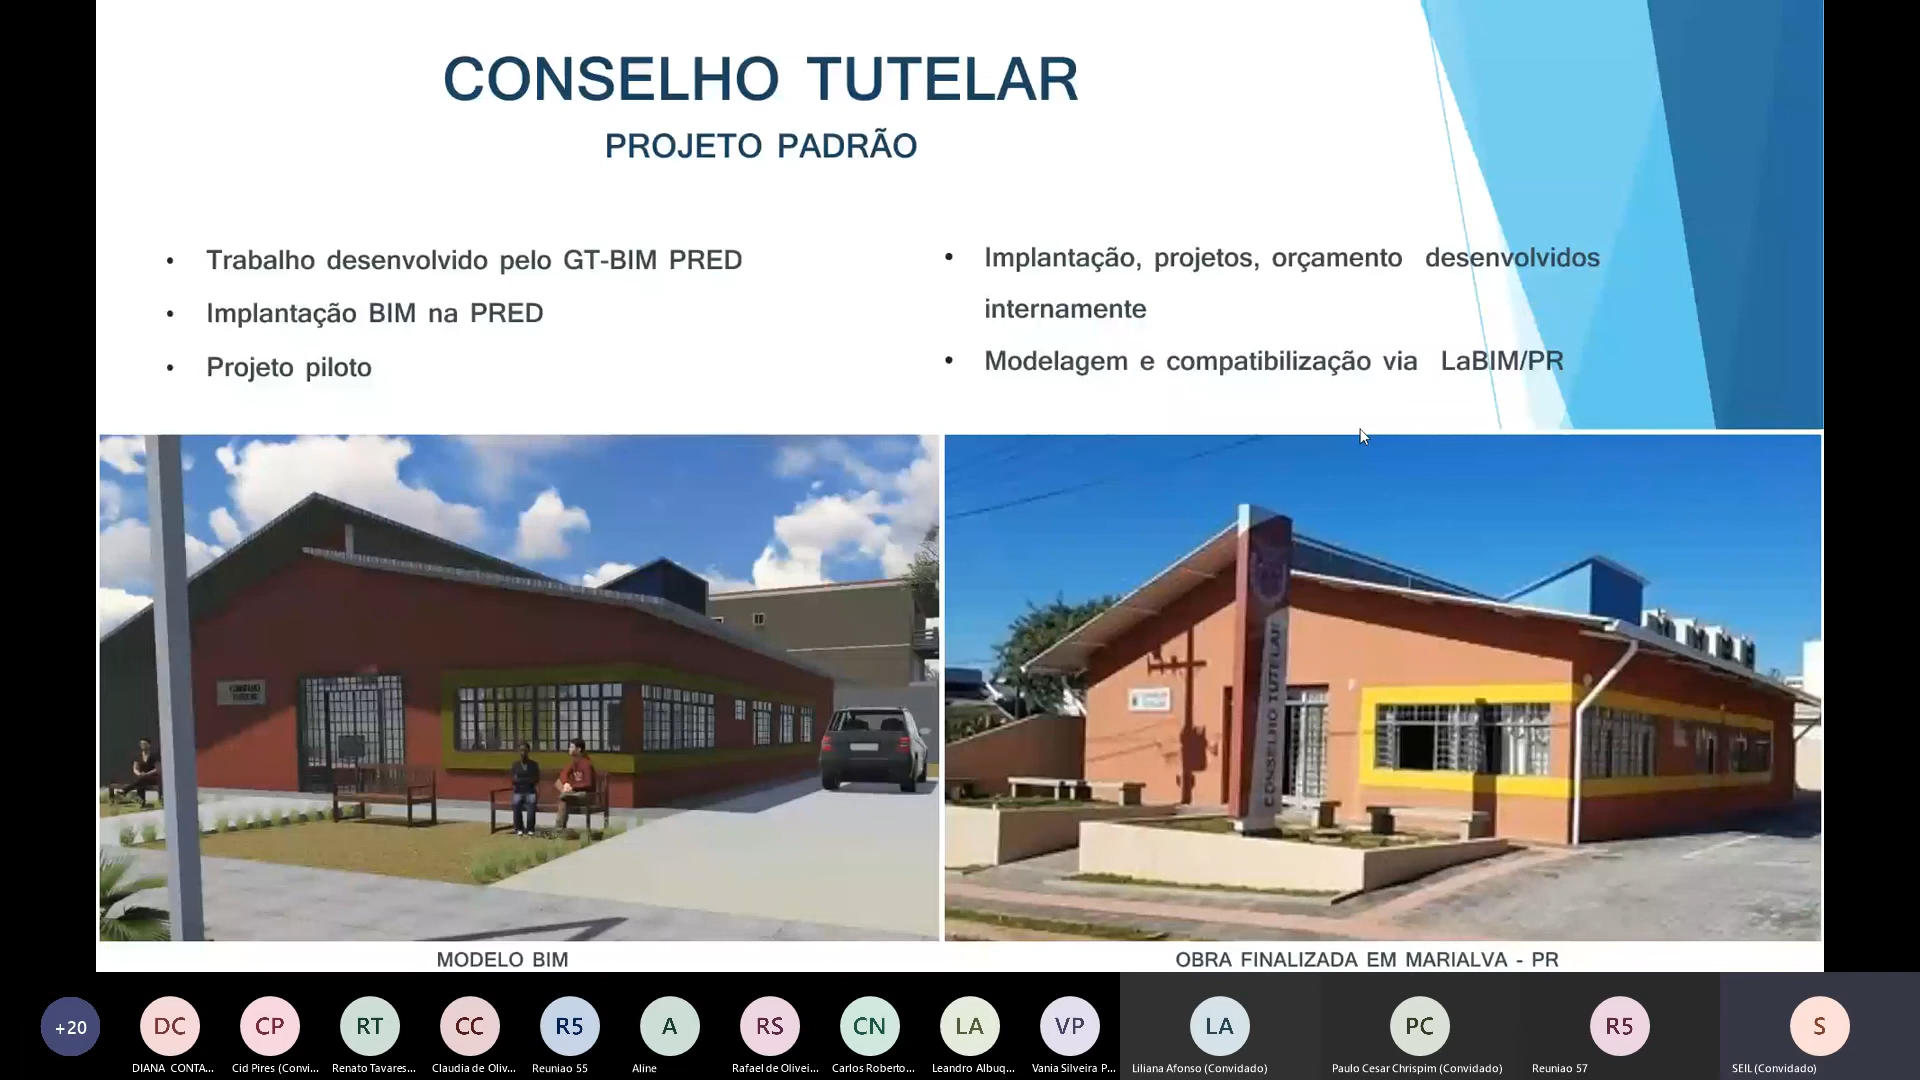 CONSELHO TUTELAR
PROJETO PADRÃO
• Trabalho desenvolvido pelo GT-BIM PRED
• Implantação BIM na PRED
• Projeto piloto
• Implantação, projetos, orçamento desenvolvidos
internamente
• Modelagem e compatibilização via LaBIM/PR
CONSELHO
CONSELHO TUTELAR
MODELO BIM
OBRA FINALIZADA EM MARIALVA - PR
+20
DC
CP
RT
CC
R5
A
RS
CN
LA
VP
LA
PC
R5
S
DIANA CONTA...
Cid Pires (Convi...
Renato Tavares...
Claudia de Oliv...
Reuniao 55
Aline
Rafael de Olivei...
Carlos Roberto...
Leandro Albuq...
Vania Silveira P...
Liliana Afonso (Convidado)
Paulo Cesar Chrispim (Convidado)
Reuniao 57
SEIL (Convidado)